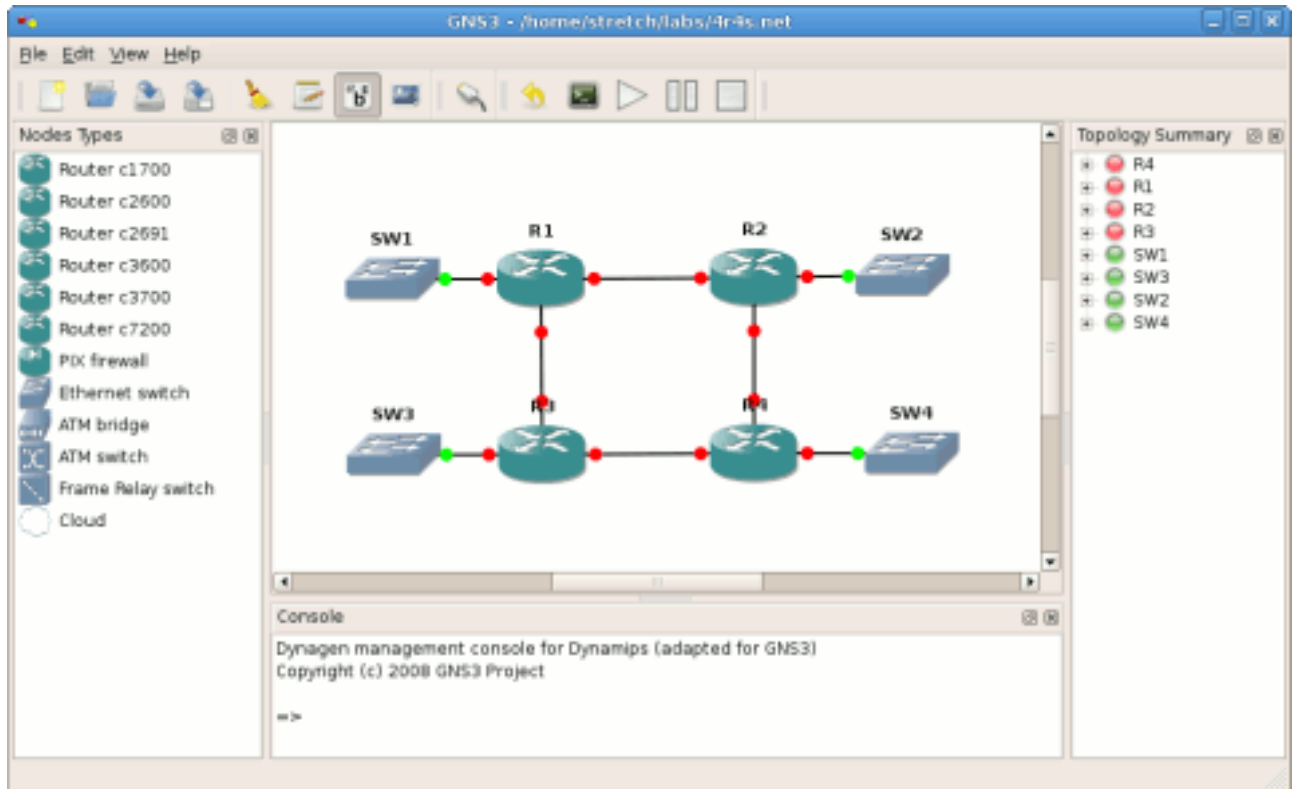 GNS3 - /home/stretch/labs/4r4s.net
File Edit View Help
Nodes Types
Router c1700
Router c2600
Router c2691
Router c3600
Router c3700
Router c7200
PIX firewall
Ethernet switch
ATM bridge
ATM switch
Frame Relay switch
Cloud
SW1
R1
R2
SW2
SW3
R3
R4
SW4
Console
Dynagen management console for Dynamips (adapted for GNS3)
Copyright (c) 2008 GNS3 Project
=>
Topology Summary
R4
R1
R2
R3
SW1
SW3
SW2
SW4